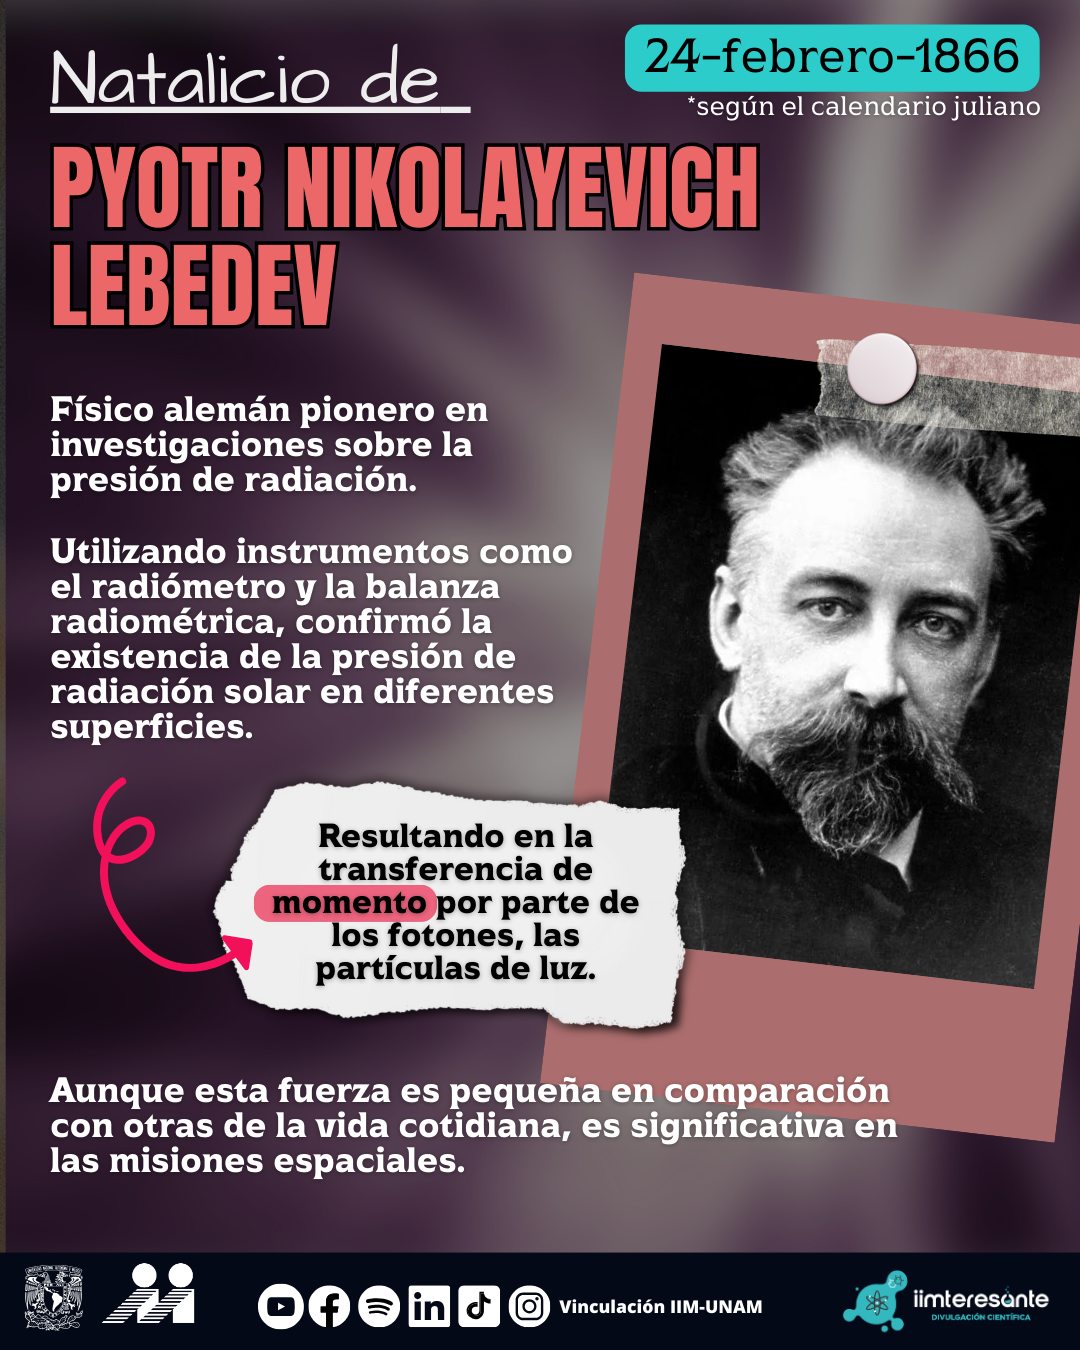 Natalicio de
24-febrero-1866
*según el calendario juliano
PYOTR NIKOLAYEVICH
LEBEDEV
Físico alemán pionero en
investigaciones sobre la
presión de radiación.
Utilizando instrumentos como
el radiómetro y la balanza
radiométrica, confirmó la
existencia de la presión de
radiación solar en diferentes
superficies.
Resultando en la
transferencia de
momento por parte de
los fotones, las
partículas de luz.
Aunque esta fuerza es pequeña en comparación
con otras de la vida cotidiana, es significativa en
las misiones espaciales.
Vinculación IIM-UNAM
iimteresante
DIVULGACIÓN CIENTÍFICA